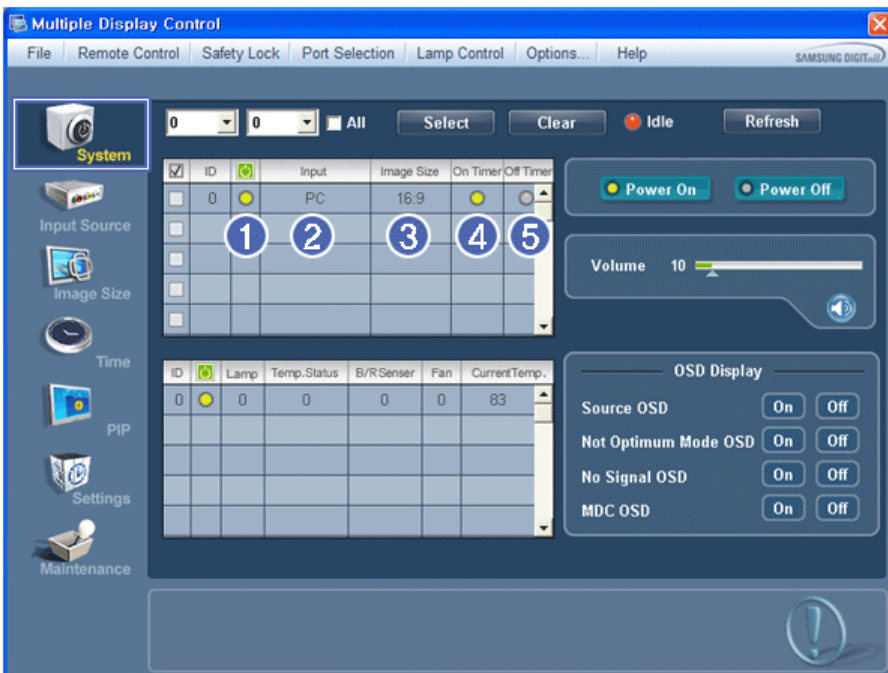 Multiple Display Control
File Remote Control Safety Lock Port Selection Lamp Control Options... Help SAMSUNG DIGITall
0 0 All Select Clear Idle Refresh
System
Input Source
Image Size
Time
PIP
Settings
Maintenance
ID Input Image Size On Timer Off Timer
0 PC 16:9
1 2 3 4 5
Power On Power Off
Volume 10
ID Lamp Temp.Status B/RSenser Fan CurrentTemp.
0 0 0 0 0 83
OSD Display
Source OSD On Off
Not Optimum Mode OSD On Off
No Signal OSD On Off
MDC OSD On Off